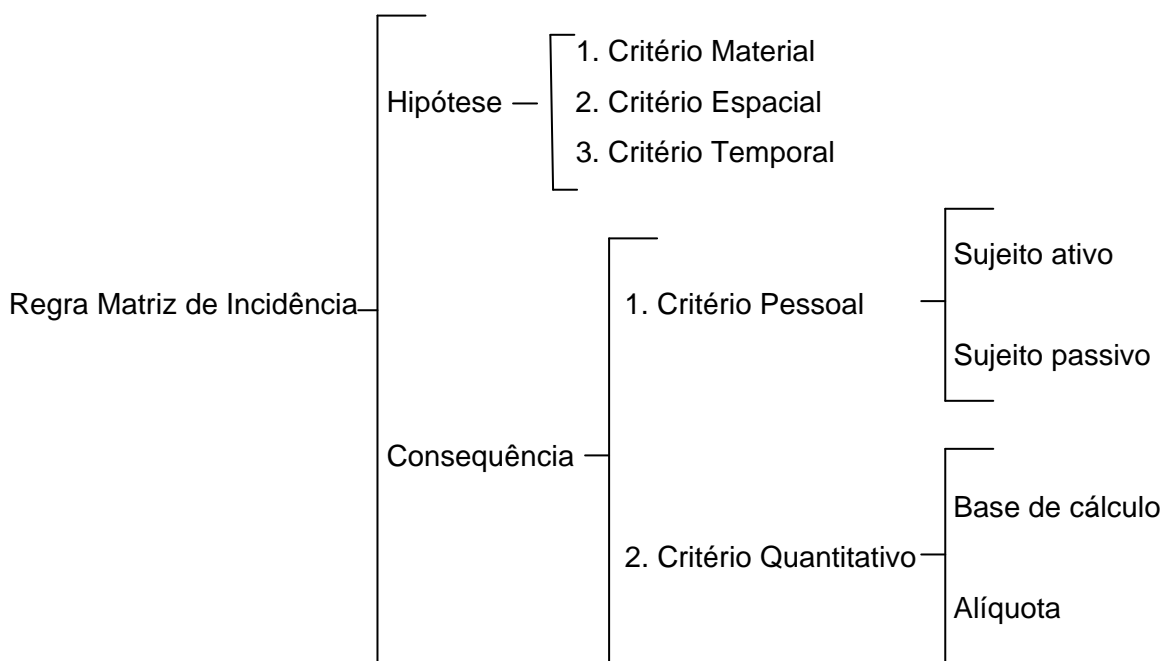 Regra Matriz de Incidência
Hipótese
1. Critério Material
2. Critério Espacial
3. Critério Temporal
Consequência
1. Critério Pessoal
Sujeito ativo
Sujeito passivo
2. Critério Quantitativo
Base de cálculo
Alíquota